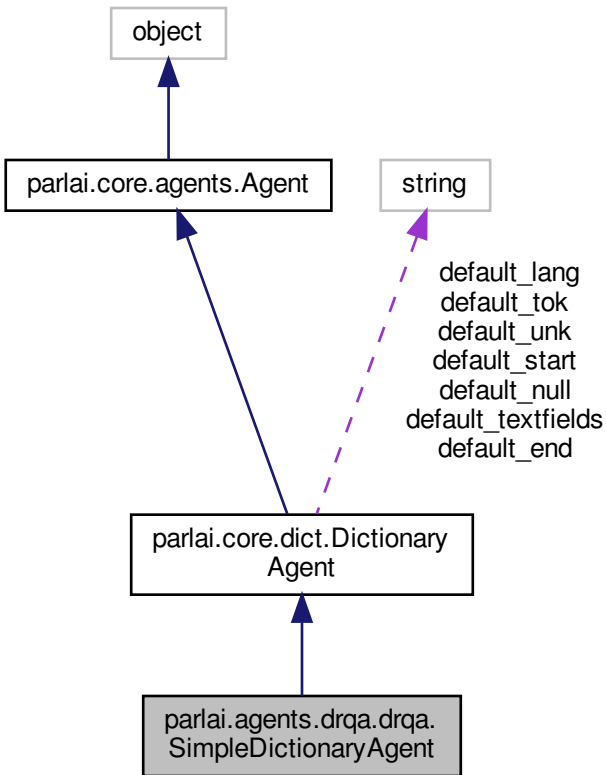 object
parlai.core.agents.Agent
string
default_lang
default_tok
default_unk
default_start
default_null
default_textfields
default_end
parlai.core.dict.Dictionary
Agent
parlai.agents.drqa.drqa.
SimpleDictionaryAgent